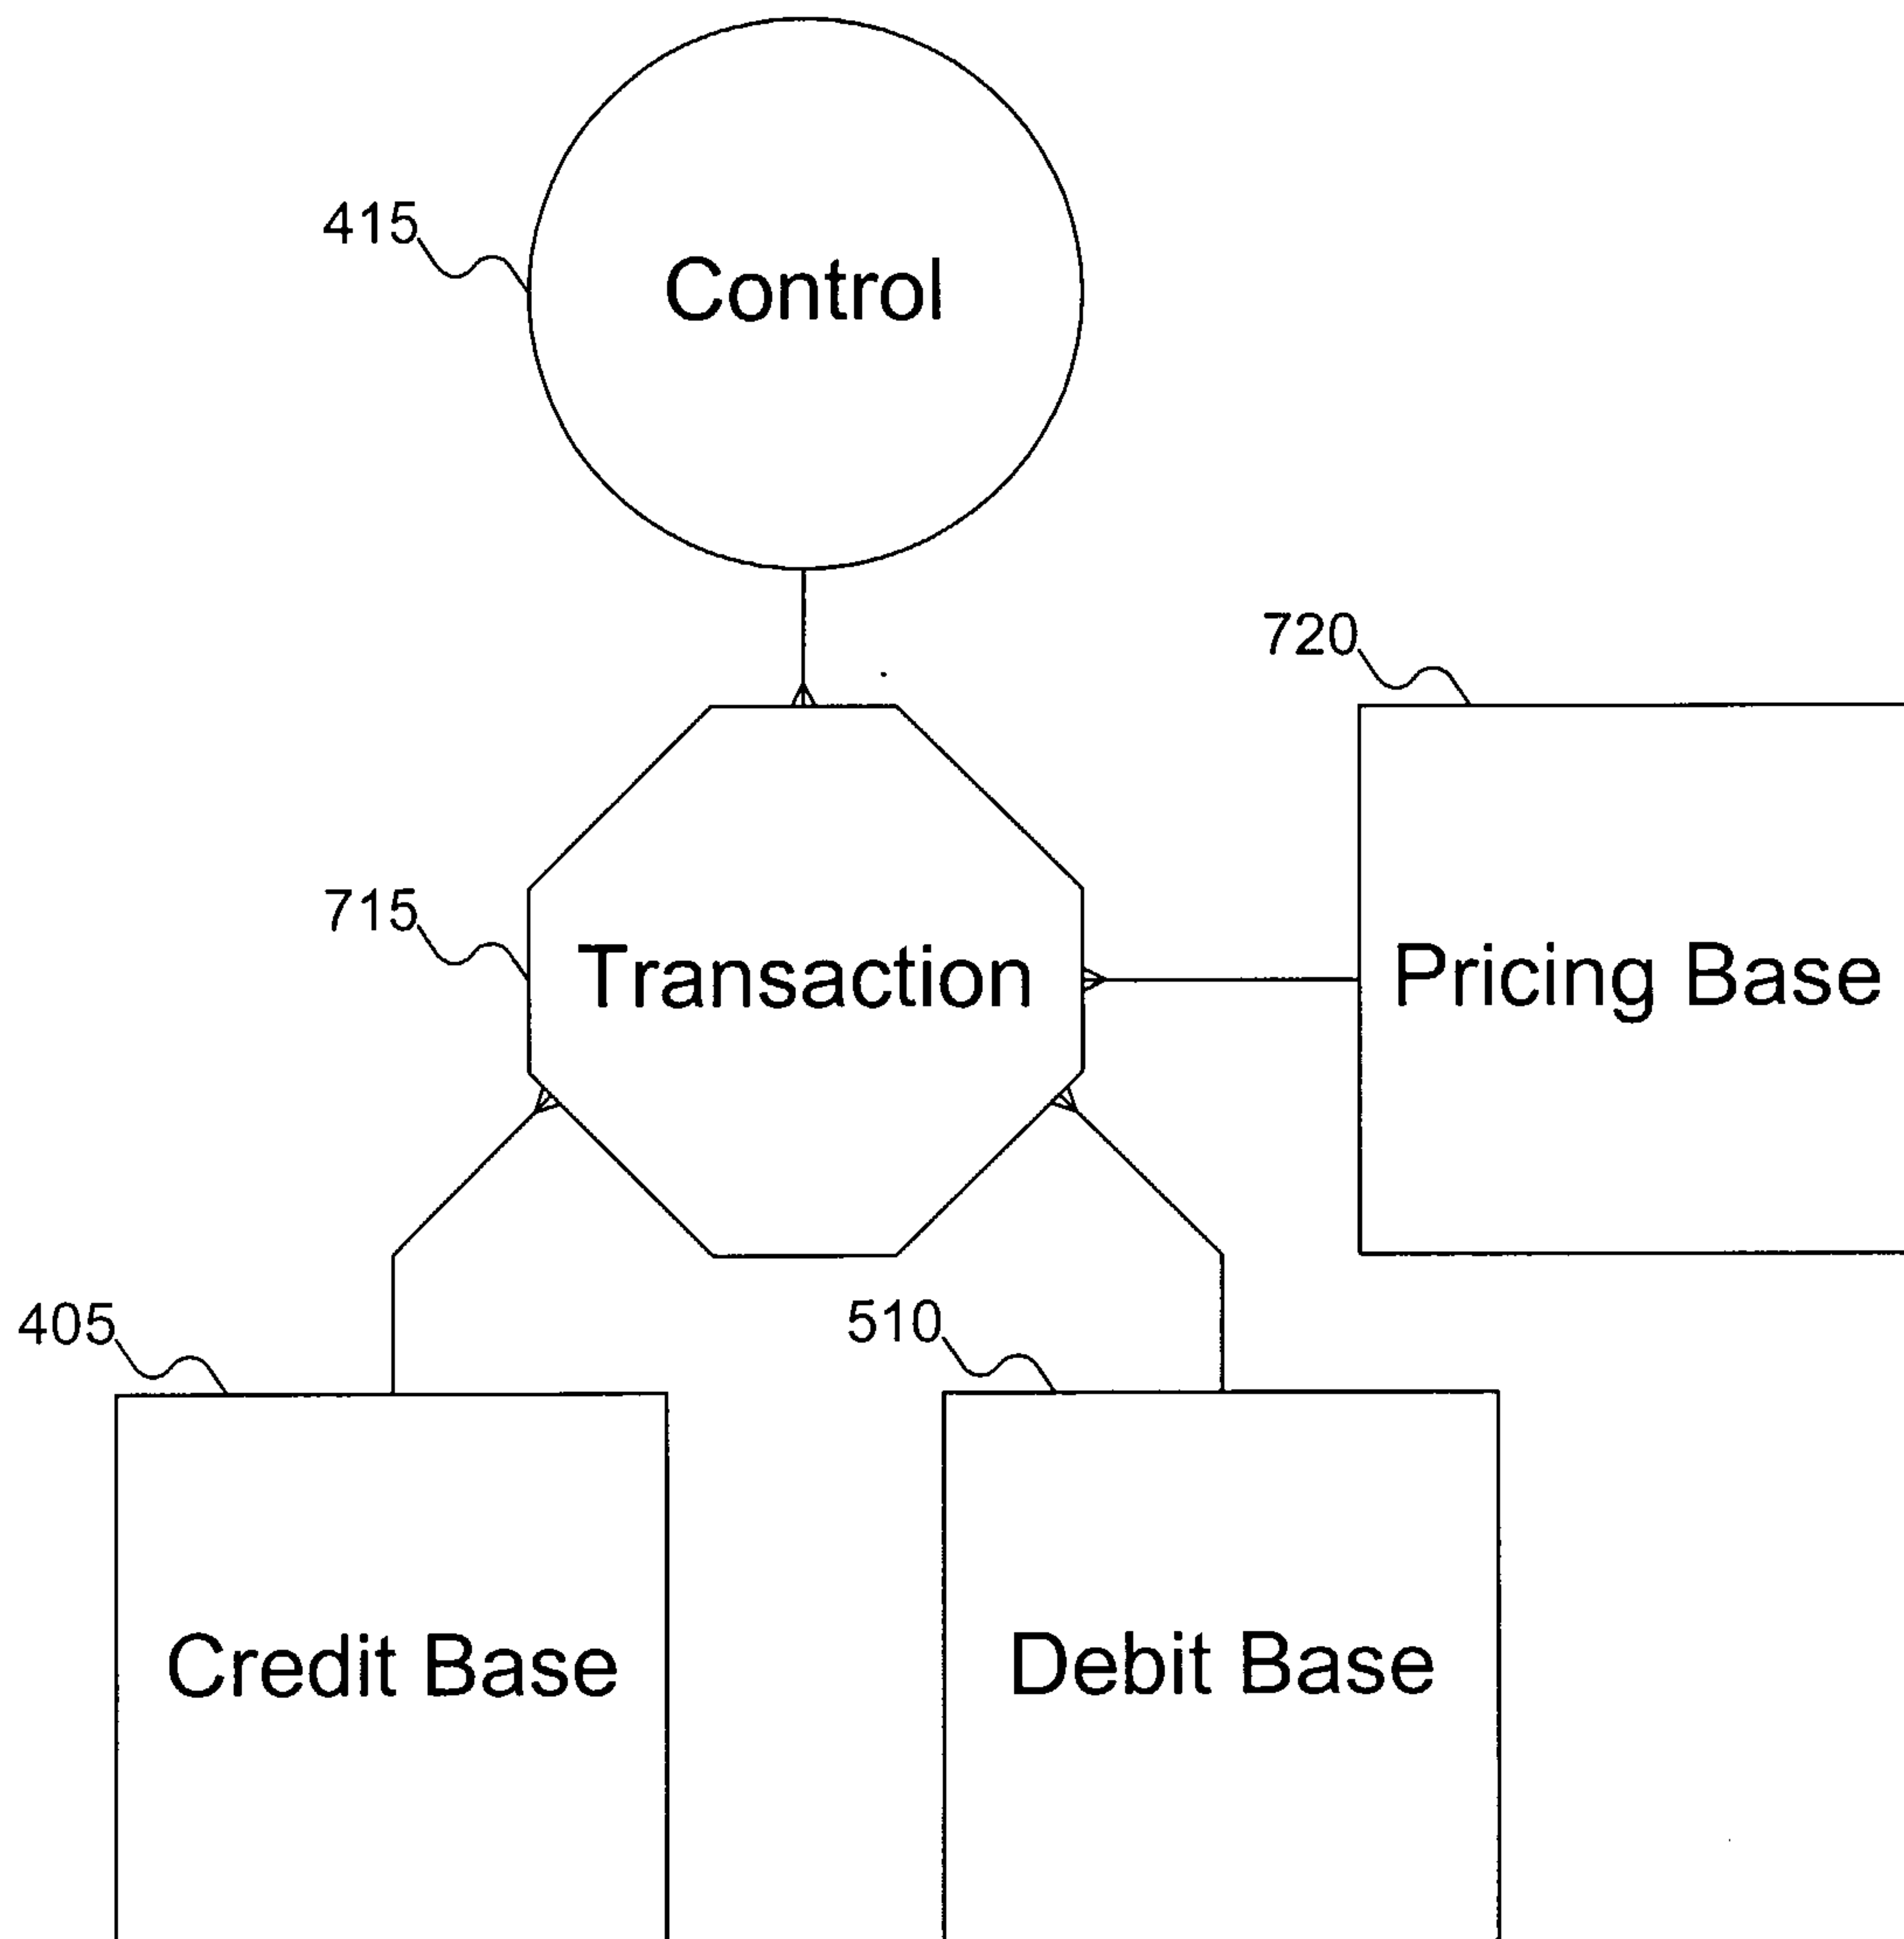 415
Control
720
715
Transaction
Pricing Base
405
510
Credit Base
Debit Base